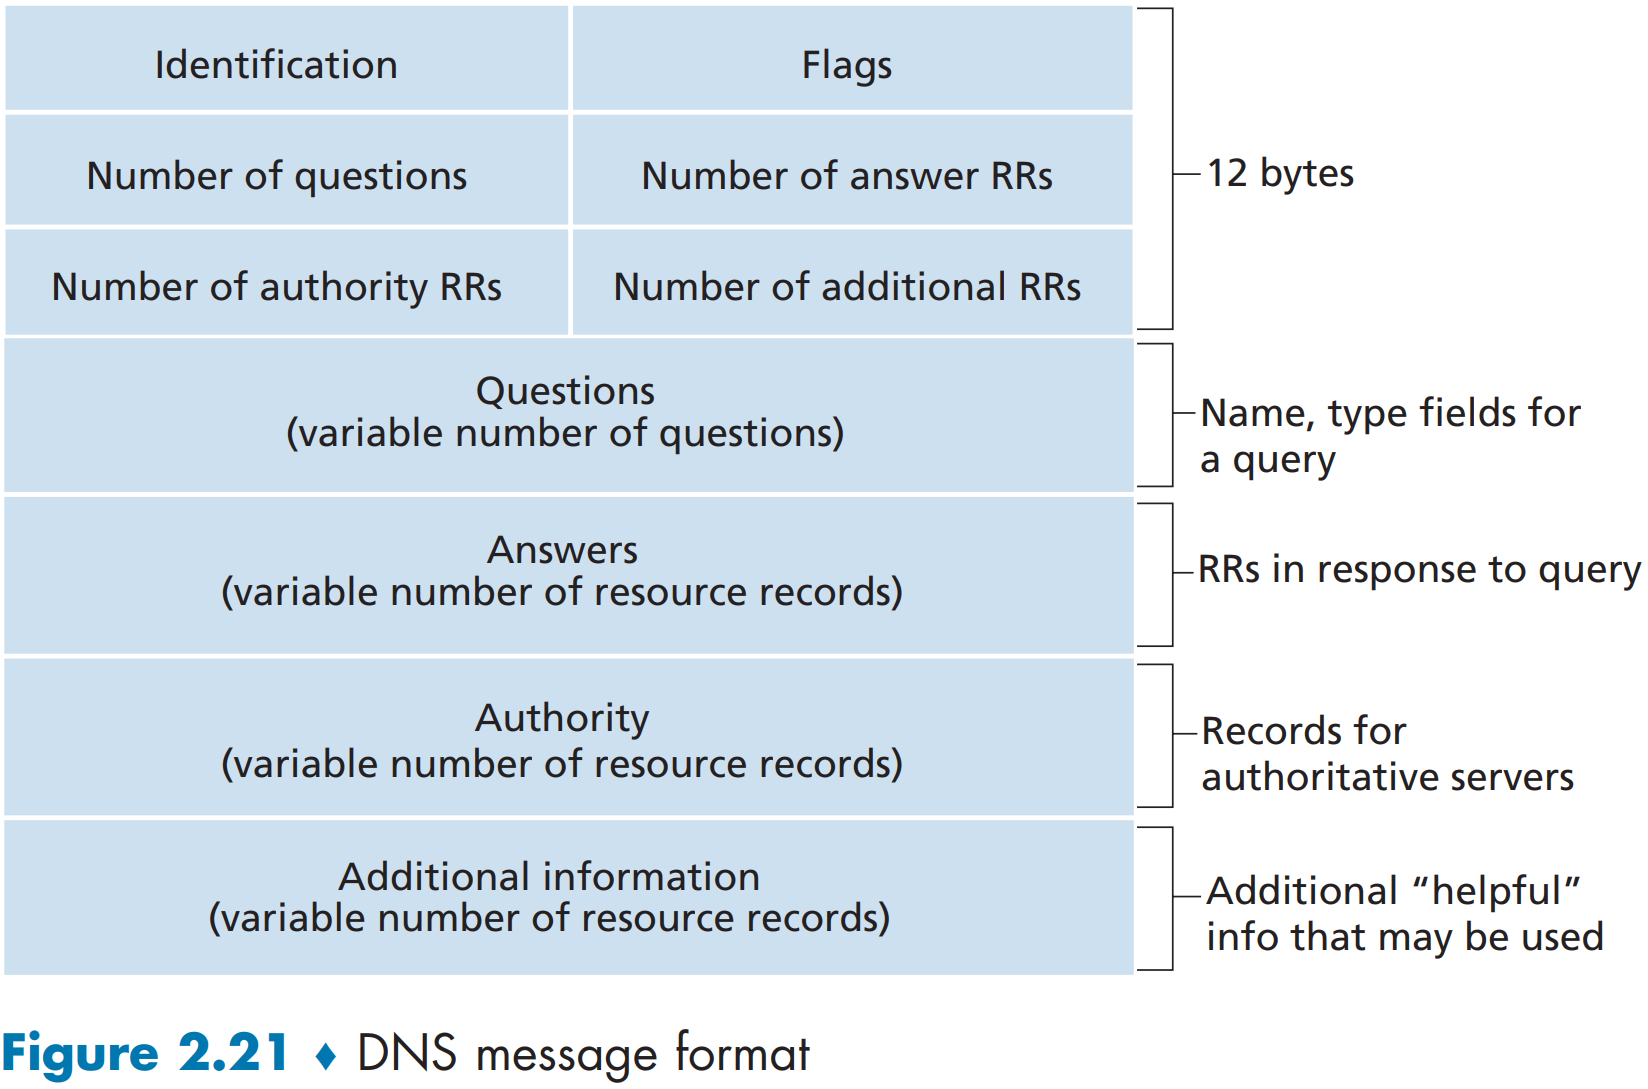 Identification
Flags
12 bytes
Number of questions
Number of answer RRs
Number of authority RRs
Number of additional RRs
Questions
(variable number of questions)
Name, type fields for
a query
Answers
(variable number of resource records)
RRs in response to query
Authority
(variable number of resource records)
Records for
authoritative servers
Additional information
(variable number of resource records)
Additional “helpful”
info that may be used
Figure 2.21 ♦ DNS message format